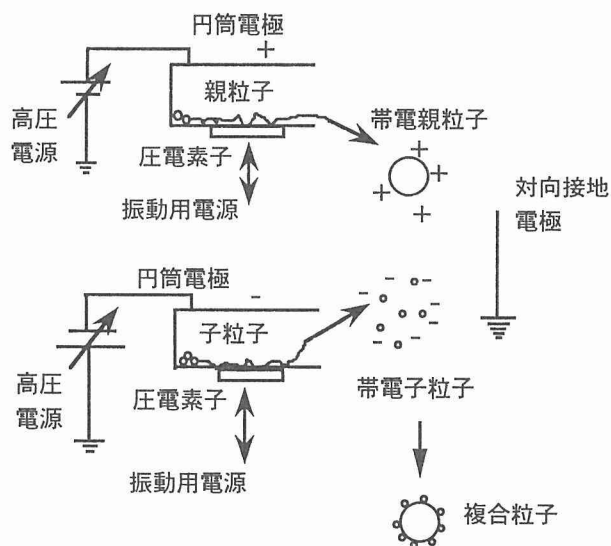 円筒電極
+
親粒子
高圧
電源
圧電素子
振動用電源
帯電親粒子
+
+
+
+
対向接地
電極
円筒電極
-
子粒子
高圧
電源
圧電素子
振動用電源
帯電子粒子
複合粒子